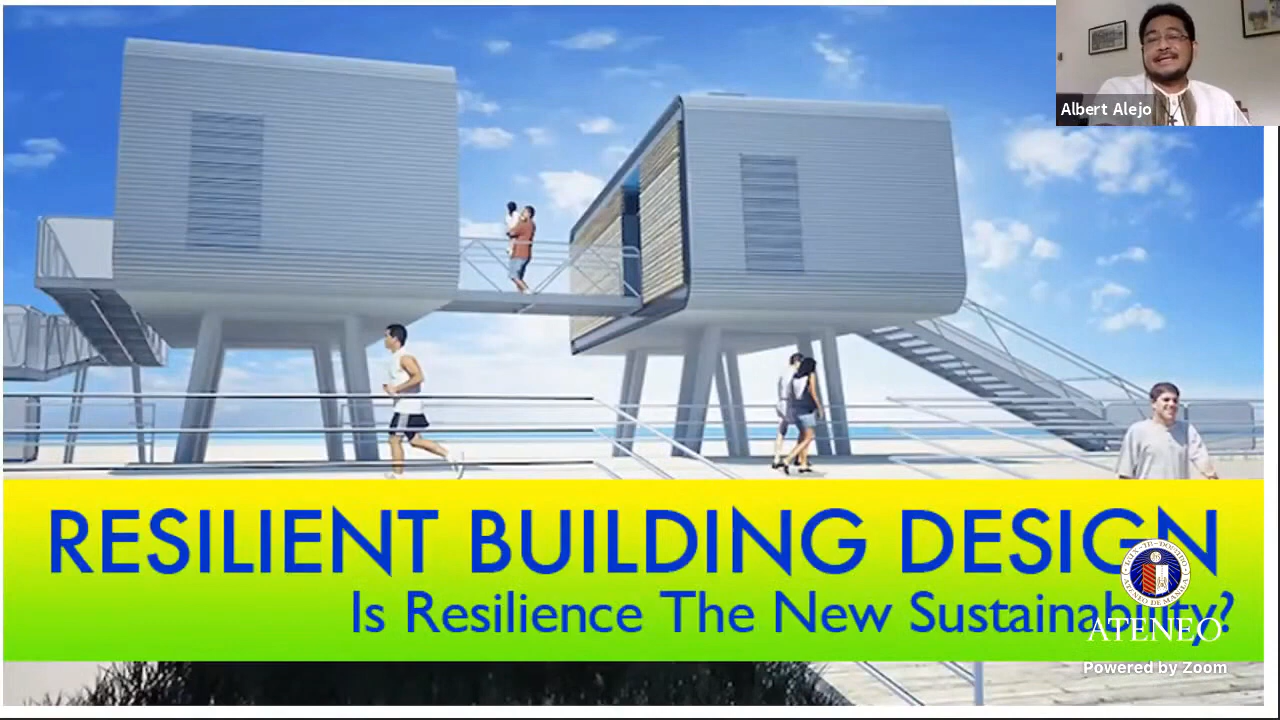 Albert Alejo
RESILIENT BUILDING DESIGN
Is Resilience The New Sustainability?
ATENEO
Powered by Zoom